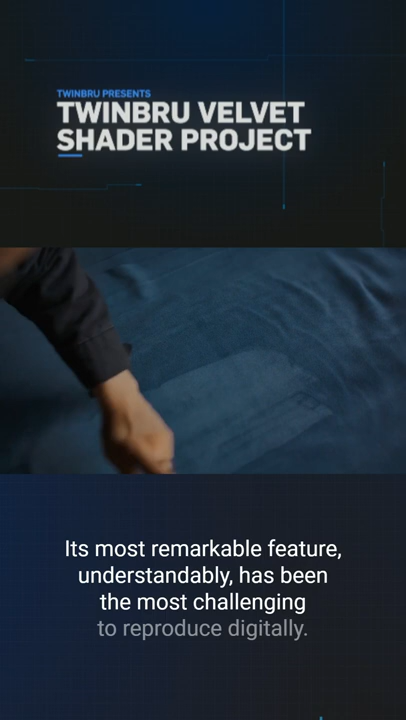 TWINBRU PRESENTS
TWINBRU VELVET
SHADER PROJECT
Its most remarkable feature,
understandably, has been
the most challenging
to reproduce digitally.